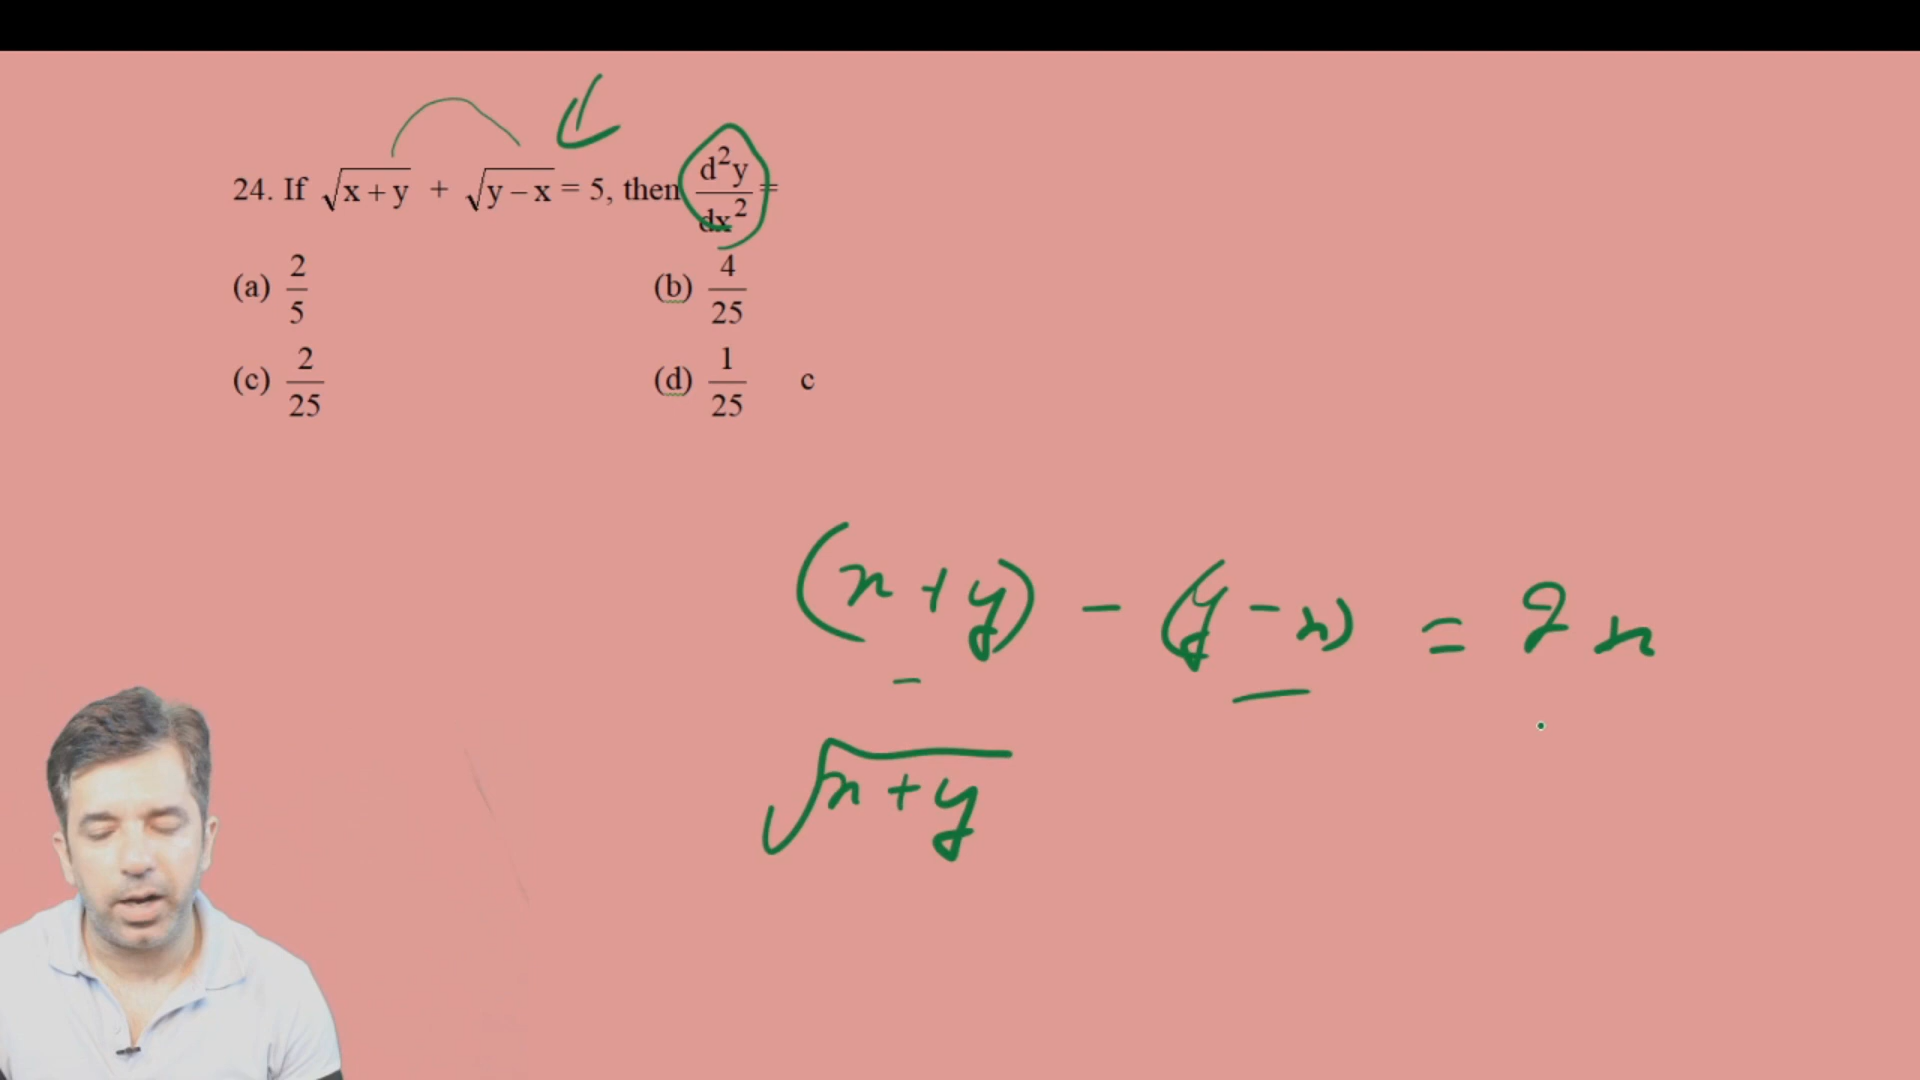 24. If √(x + y) + √(y − x) = 5, then d²y/dx² =
(a) 2/5 (b) 4/25
(c) 2/25 (d) 1/25 c
(x + y) − (y − x) = 2x
√(x + y)